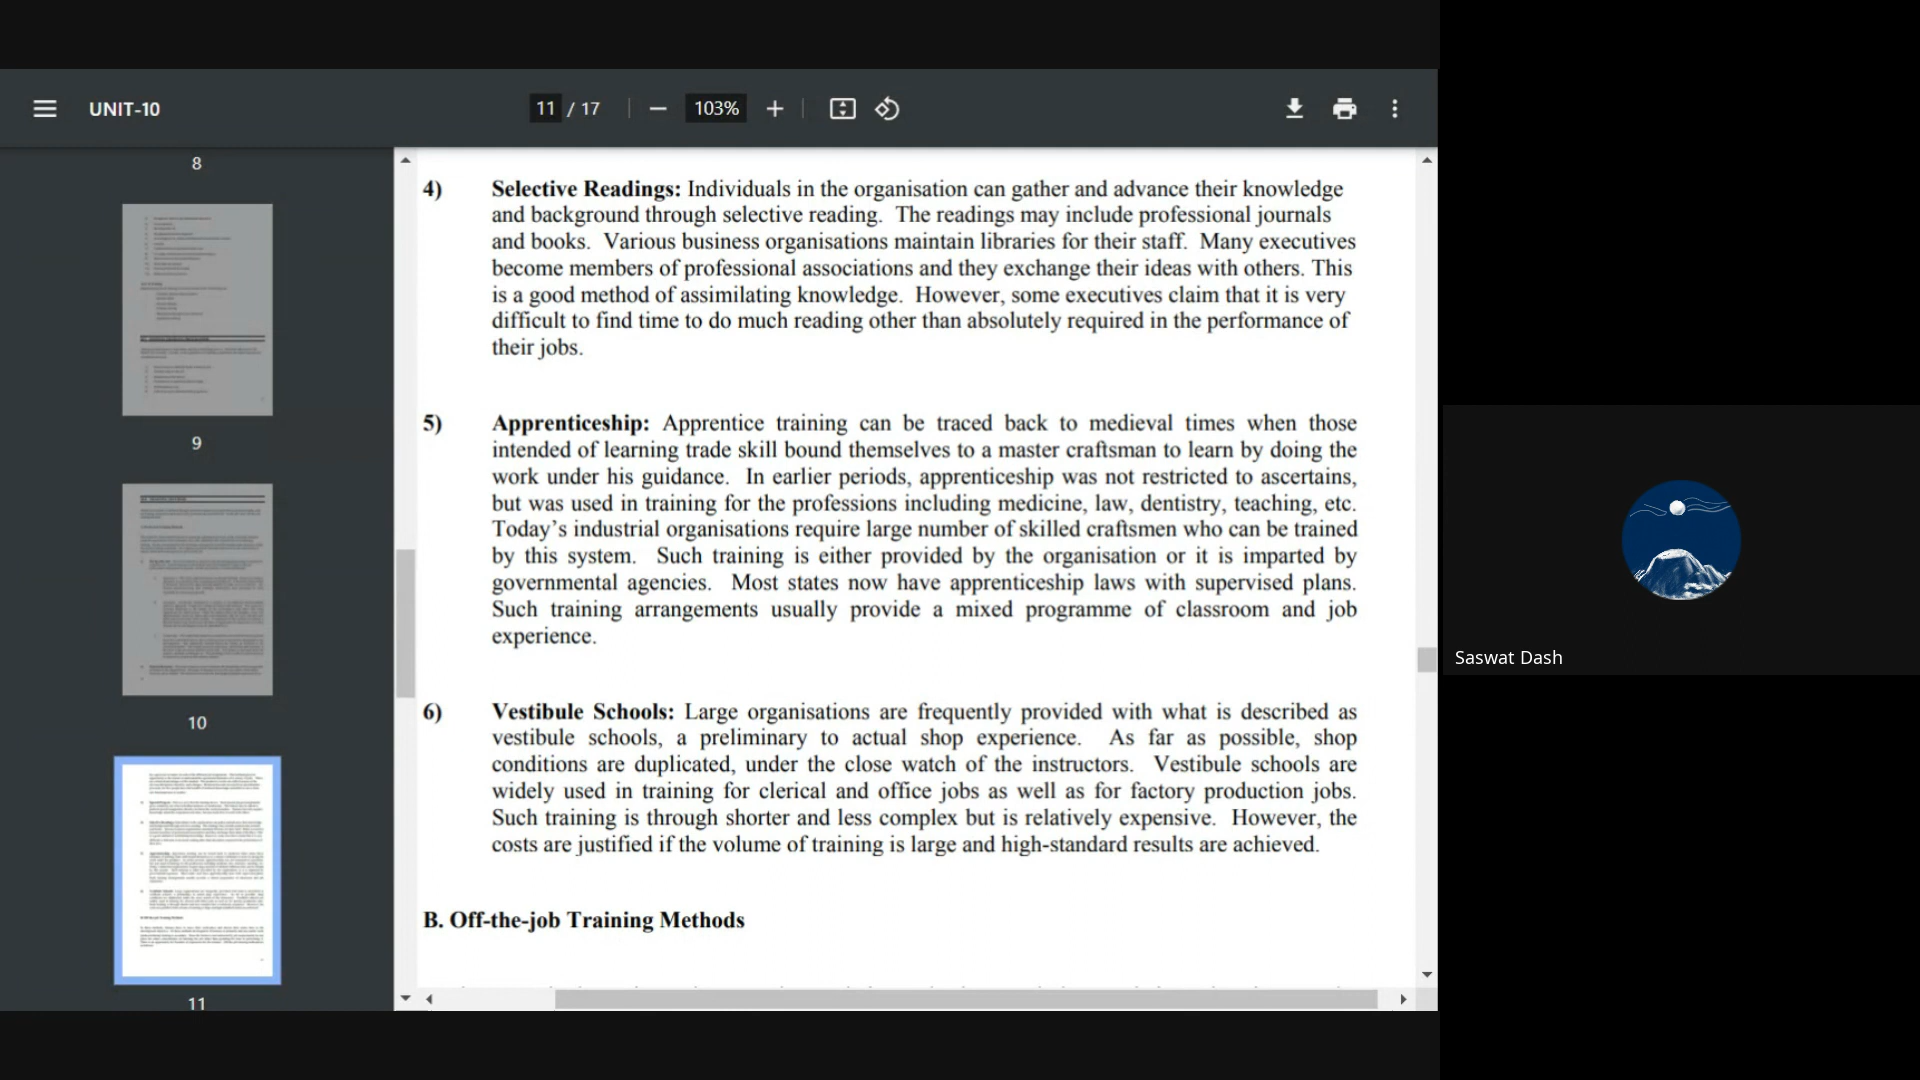 UNIT-10
11 / 17
103%
8
9
10
11
4) Selective Readings: Individuals in the organisation can gather and advance their knowledge
and background through selective reading. The readings may include professional journals
and books. Various business organisations maintain libraries for their staff. Many executives
become members of professional associations and they exchange their ideas with others. This
is a good method of assimilating knowledge. However, some executives claim that it is very
difficult to find time to do much reading other than absolutely required in the performance of
their jobs.
5) Apprenticeship: Apprentice training can be traced back to medieval times when those
intended of learning trade skill bound themselves to a master craftsman to learn by doing the
work under his guidance. In earlier periods, apprenticeship was not restricted to ascertains,
but was used in training for the professions including medicine, law, dentistry, teaching, etc.
Today's industrial organisations require large number of skilled craftsmen who can be trained
by this system. Such training is either provided by the organisation or it is imparted by
governmental agencies. Most states now have apprenticeship laws with supervised plans.
Such training arrangements usually provide a mixed programme of classroom and job
experience.
6) Vestibule Schools: Large organisations are frequently provided with what is described as
vestibule schools, a preliminary to actual shop experience. As far as possible, shop
conditions are duplicated, under the close watch of the instructors. Vestibule schools are
widely used in training for clerical and office jobs as well as for factory production jobs.
Such training is through shorter and less complex but is relatively expensive. However, the
costs are justified if the volume of training is large and high-standard results are achieved.
B. Off-the-job Training Methods
Saswat Dash